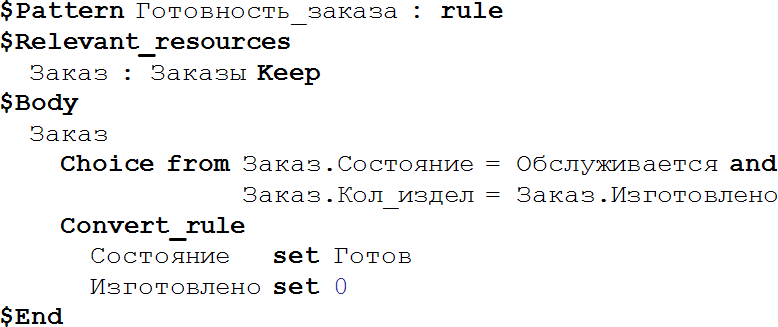 $Pattern Готовность_заказа : rule
$Relevant_resources
Заказ : Заказы Keep
$Body
Заказ
Choice from Заказ.Состояние = Обслуживается and
Заказ.Кол_издел = Заказ.Изготовлено
Convert_rule
Состояние set Готов
Изготовлено set 0
$End